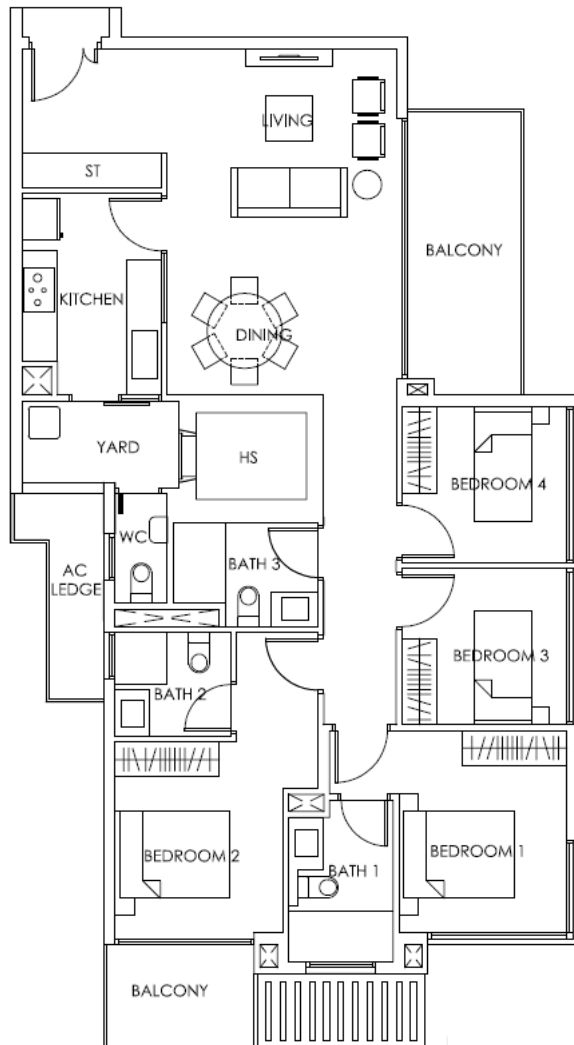 LIVING
ST
BALCONY
KITCHEN
DINING
YARD
HS
BEDROOM 4
WC
BATH 3
AC
LEDGE
BEDROOM 3
BATH 2
BEDROOM 2
BATH 1
BEDROOM 1
BALCONY